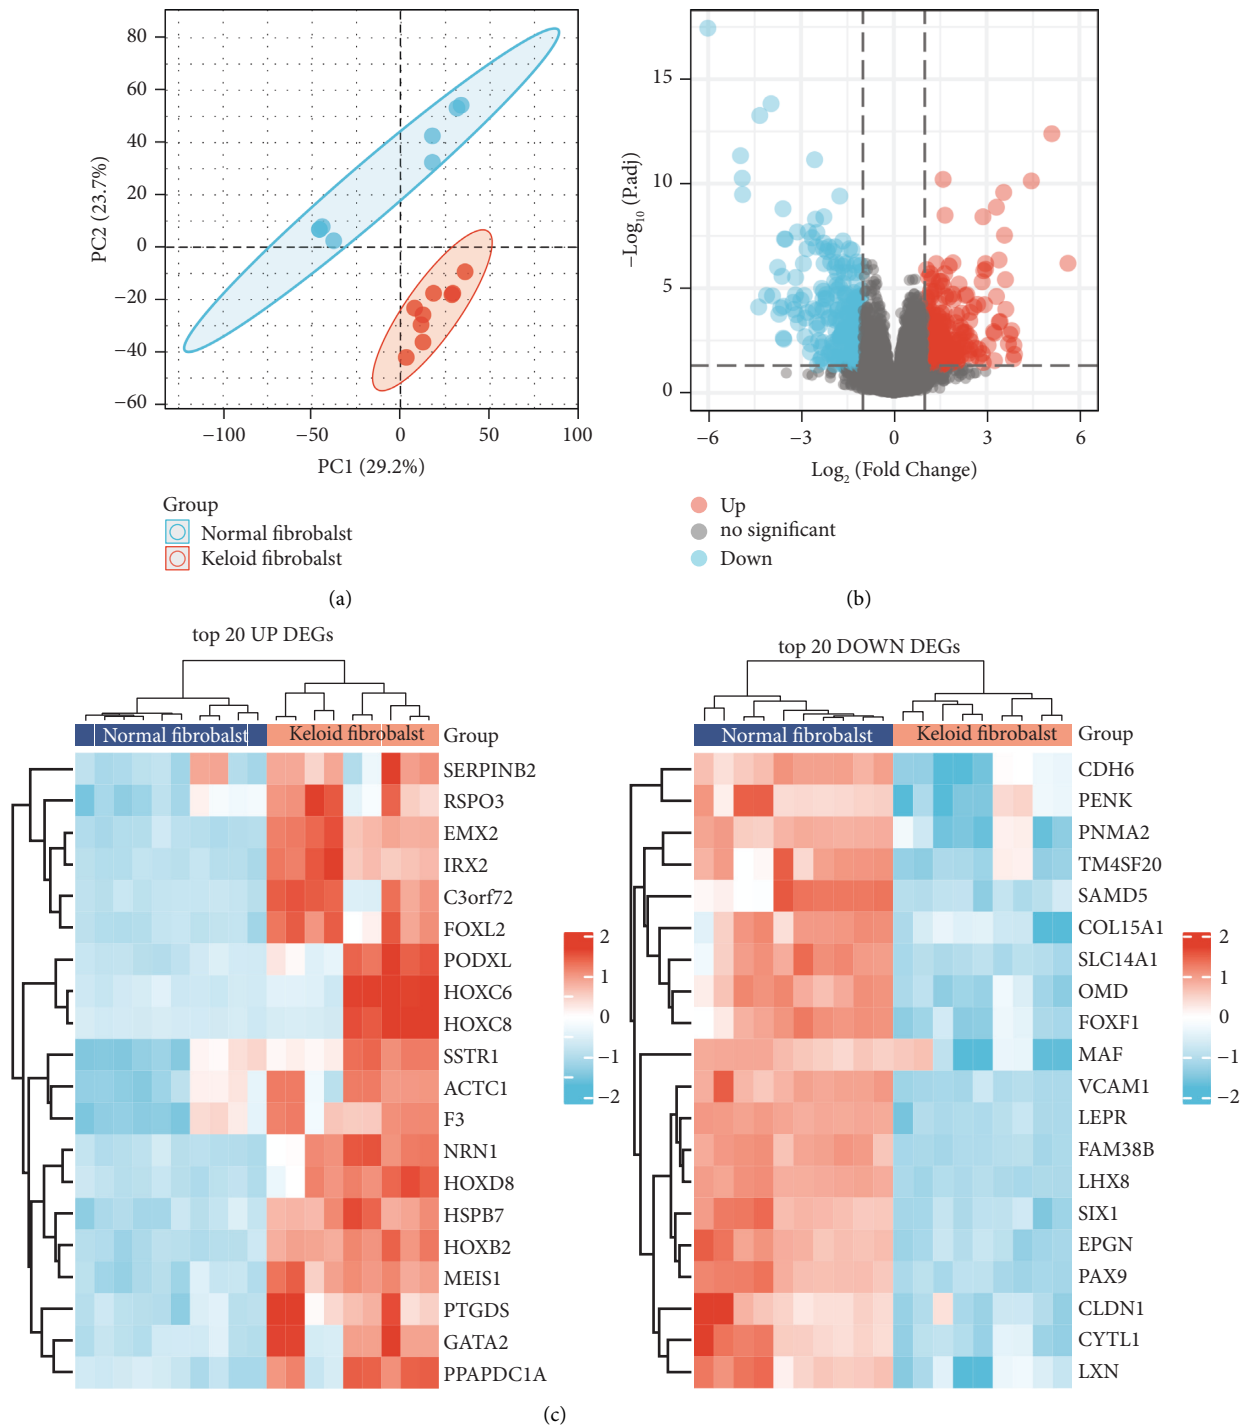 80
60
40
20
0
−20
−40
−60
PC2 (23.7%)
−100
−50
0
50
100
PC1 (29.2%)
Group
Normal fibrobalst
Keloid fibrobalst
(a)
15
10
5
0
−Log10 (P.adj)
−6
−3
0
3
6
Log2 (Fold Change)
Up
no significant
Down
(b)
top 20 UP DEGs
Normal fibrobalst
Keloid fibrobalst
Group
SERPINB2
RSPO3
EMX2
IRX2
C3orf72
FOXL2
PODXL
HOXC6
HOXC8
SSTR1
ACTC1
F3
NRN1
HOXD8
HSPB7
HOXB2
MEIS1
PTGDS
GATA2
PPAPDC1A
2
1
0
−1
−2
top 20 DOWN DEGs
Normal fibrobalst
Keloid fibrobalst
Group
CDH6
PENK
PNMA2
TM4SF20
SAMD5
COL15A1
SLC14A1
OMD
FOXF1
MAF
VCAM1
LEPR
FAM38B
LHX8
SIX1
EPGN
PAX9
CLDN1
CYTL1
LXN
2
1
0
−1
−2
(c)